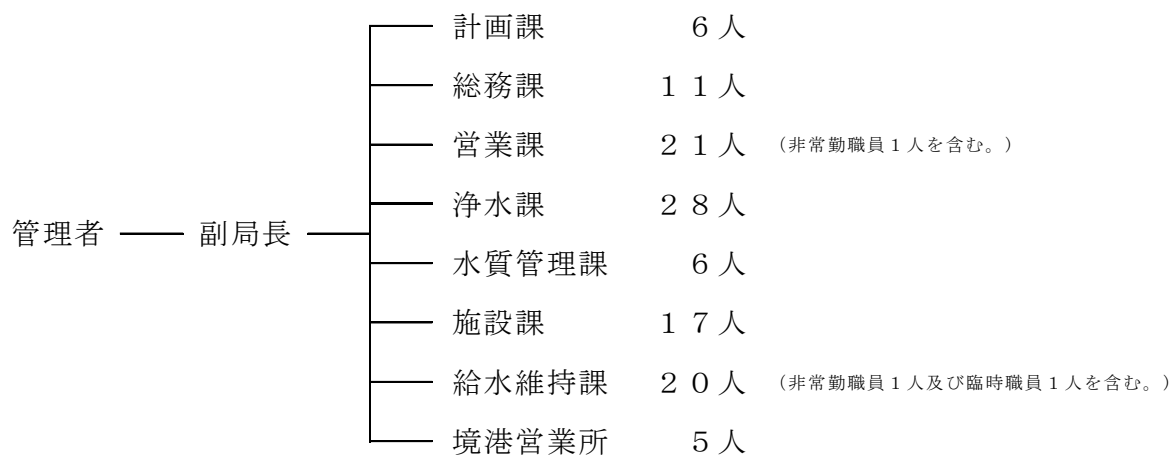 計画課 6人
総務課 11人
営業課 21人 （非常勤職員1人を含む。）
浄水課 28人
管理者 副局長
水質管理課 6人
施設課 17人
給水維持課 20人 （非常勤職員1人及び臨時職員1人を含む。）
境港営業所 5人